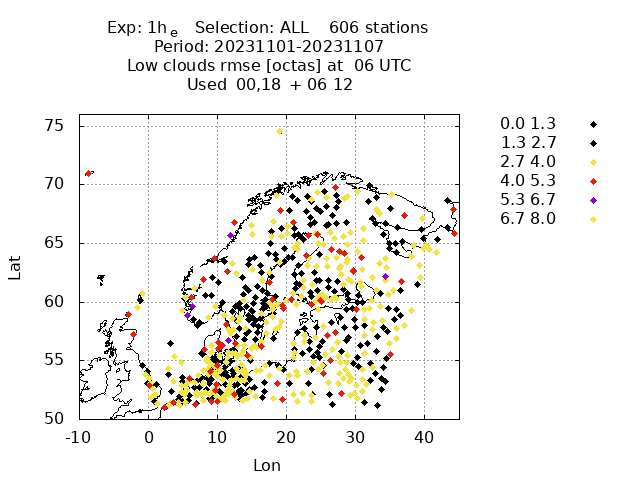 Exp: 1h e   Selection: ALL    606 stations
Period: 20231101-20231107
Low clouds rmse [octas] at  06 UTC
Used  00,18  + 06 12
0.0 1.3
1.3 2.7
2.7 4.0
4.0 5.3
5.3 6.7
6.7 8.0
75
70
65
60
55
50
Lat
-10 0 10 20 30 40
Lon